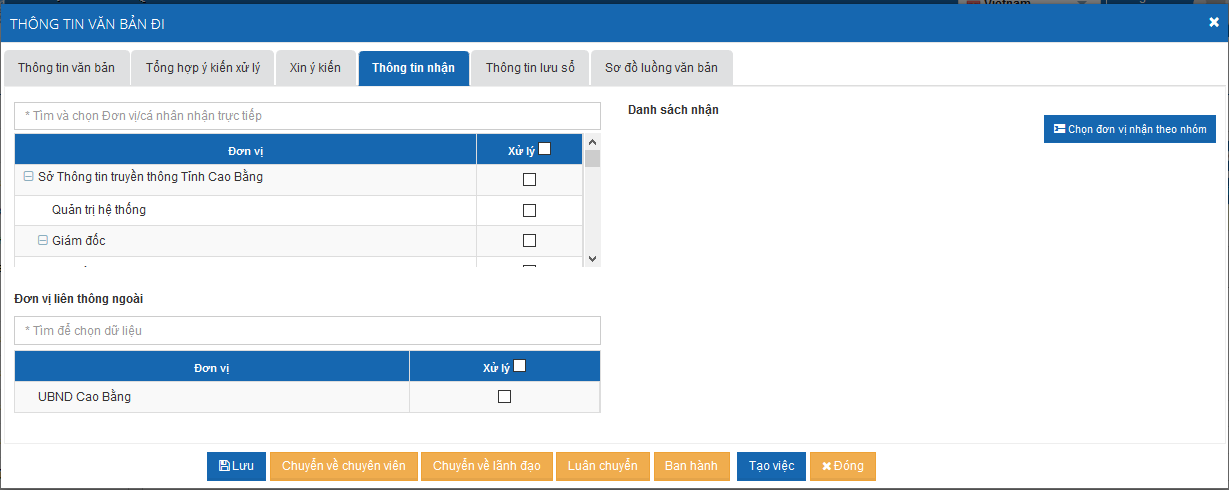 Vietnam
THÔNG TIN VĂN BẢN ĐI
Thông tin văn bản
Tổng hợp ý kiến xử lý
Xin ý kiến
Thông tin nhận
Thông tin lưu sổ
Sơ đồ luồng văn bản
* Tìm và chọn Đơn vị/cá nhân nhận trực tiếp
Đơn vị
Xử lý
Sở Thông tin truyền thông Tỉnh Cao Bằng
Quản trị hệ thống
Giám đốc
Danh sách nhận
Chọn đơn vị nhận theo nhóm
Đơn vị liên thông ngoài
* Tìm để chọn dữ liệu
Đơn vị
Xử lý
UBND Cao Bằng
Lưu
Chuyển về chuyên viên
Chuyển về lãnh đạo
Luân chuyển
Ban hành
Tạo việc
Đóng